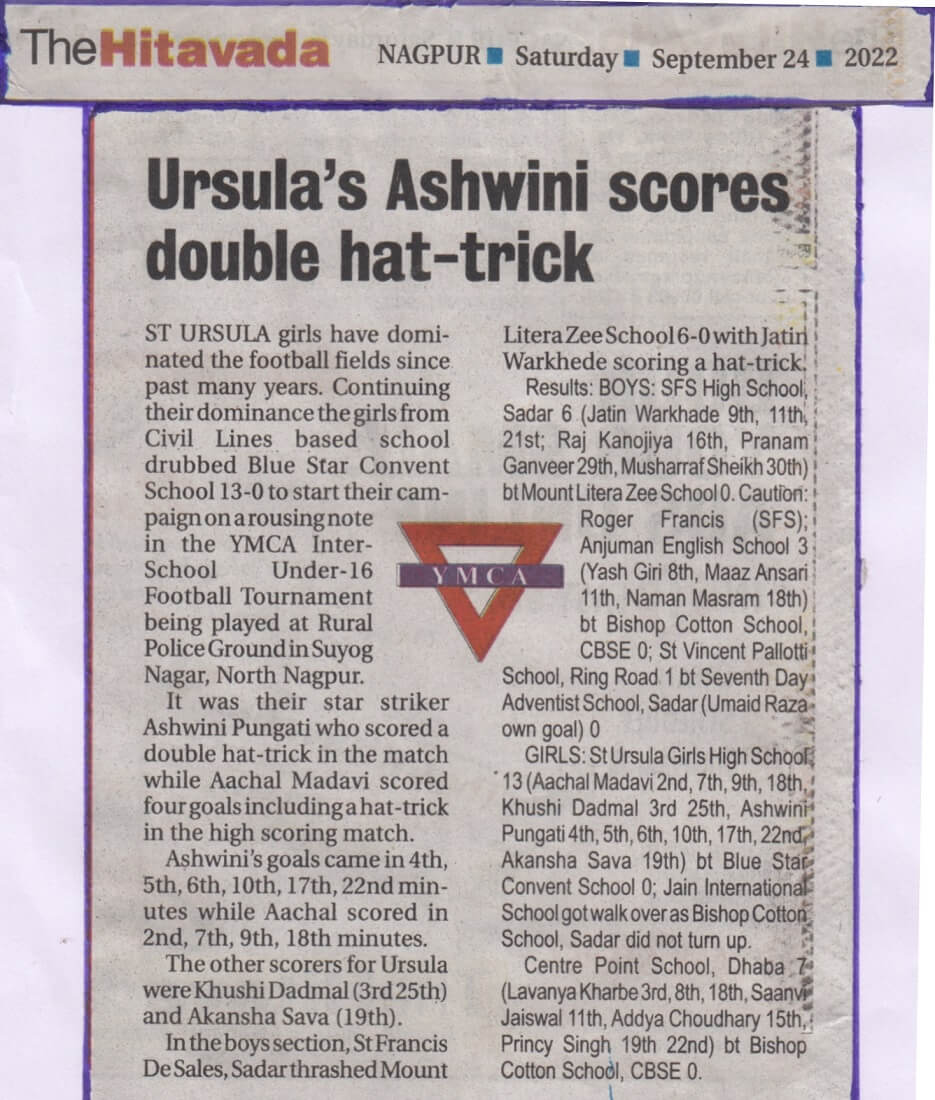 TheHitavada NAGPUR ■ Saturday ■ September 24 ■ 2022
Ursula's Ashwini scores
double hat-trick
ST URSULA girls have domi-
nated the football fields since
past many years. Continuing
their dominance the girls from
Civil Lines based school
drubbed Blue Star Convent
School 13-0 to start their cam-
paign on a rousing note
in the YMCA Inter-
School Under-16
Football Tournament
being played at Rural
Police Ground in Suyog
Nagar, North Nagpur.
It was their star striker
Ashwini Pungati who scored a
double hat-trick in the match
while Aachal Madavi scored
four goals including a hat-trick
in the high scoring match.
Ashwini's goals came in 4th,
5th, 6th, 10th, 17th, 22nd min-
utes while Aachal scored in
2nd, 7th, 9th, 18th minutes.
The other scorers for Ursula
were Khushi Dadmal (3rd 25th)
and Akansha Sava (19th).
In the boys section, St Francis
De Sales, Sadar thrashed Mount
YMCA
Litera Zee School 6-0 with Jatin
Warkhede scoring a hat-trick.
Results: BOYS: SFS High School,
Sadar 6 (Jatin Warkhade 9th, 11th,
21st; Raj Kanojiya 16th, Pranam
Ganveer 29th, Musharraf Sheikh 30th)
bt Mount Litera Zee School 0. Caution:
Roger Francis (SFS);
Anjuman English School 3
(Yash Giri 8th, Maaz Ansari
11th, Naman Masram 18th)
bt Bishop Cotton School,
CBSE 0; St Vincent Pallotti
School, Ring Road 1 bt Seventh Day
Adventist School, Sadar (Umaid Raza
own goal) 0
GIRLS: St Ursula Girls High School
13 (Aachal Madavi 2nd, 7th, 9th, 18th,
Khushi Dadmal 3rd 25th, Ashwini
Pungati 4th, 5th, 6th, 10th, 17th, 22nd,
Akansha Sava 19th) bt Blue Star
Convent School 0; Jain International
School got walk over as Bishop Cotton
School, Sadar did not turn up.
Centre Point School, Dhaba 7
(Lavanya Kharbe 3rd, 8th, 18th, Saanvi
Jaiswal 11th, Addya Choudhary 15th,
Princy Singh 19th 22nd) bt Bishop
Cotton School, CBSE 0.